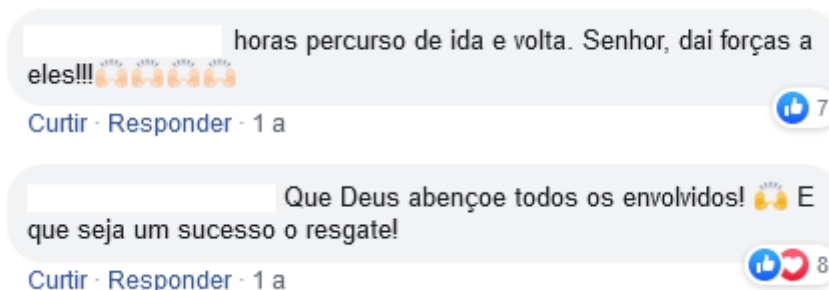 horas percurso de ida e volta. Senhor, dai forças a
eles!!!🙌🏻🙌🏻🙌🏻🙌🏻
7
Curtir · Responder · 1 a
Que Deus abençoe todos os envolvidos! 🙌 E
que seja um sucesso o resgate!
8
Curtir · Responder · 1 a